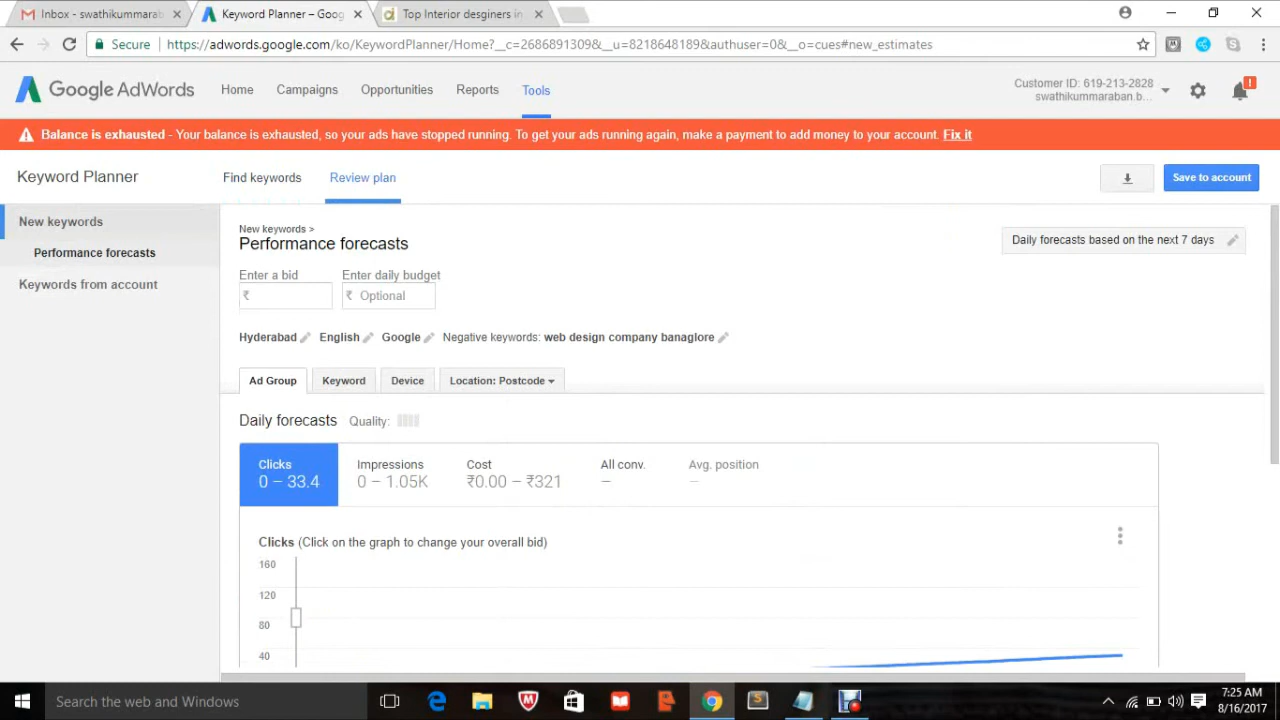 Inbox - swathikummarab
Keyword Planner – Goog
Top Interior desginers in
Secure
https://adwords.google.com/ko/KeywordPlanner/Home?__c=2686891309&__u=8218648189&authuser=0&__o=cues#new_estimates
Google AdWords
Home
Campaigns
Opportunities
Reports
Tools
Customer ID: 619-213-2828
swathikummaraban.b...
Balance is exhausted - Your balance is exhausted, so your ads have stopped running. To get your ads running again, make a payment to add money to your account. Fix it
Keyword Planner
Find keywords
Review plan
Save to account
New keywords
Performance forecasts
Keywords from account
New keywords >
Performance forecasts
Daily forecasts based on the next 7 days
Enter a bid
Enter daily budget
₹
₹ Optional
Hyderabad
English
Google
Negative keywords: web design company banaglore
Ad Group
Keyword
Device
Location: Postcode
Daily forecasts
Quality:
Clicks
0 – 33.4
Impressions
0 – 1.05K
Cost
₹0.00 – ₹321
All conv.
–
Avg. position
–
Clicks (Click on the graph to change your overall bid)
160
120
80
40
Search the web and Windows
7:25 AM
8/16/2017